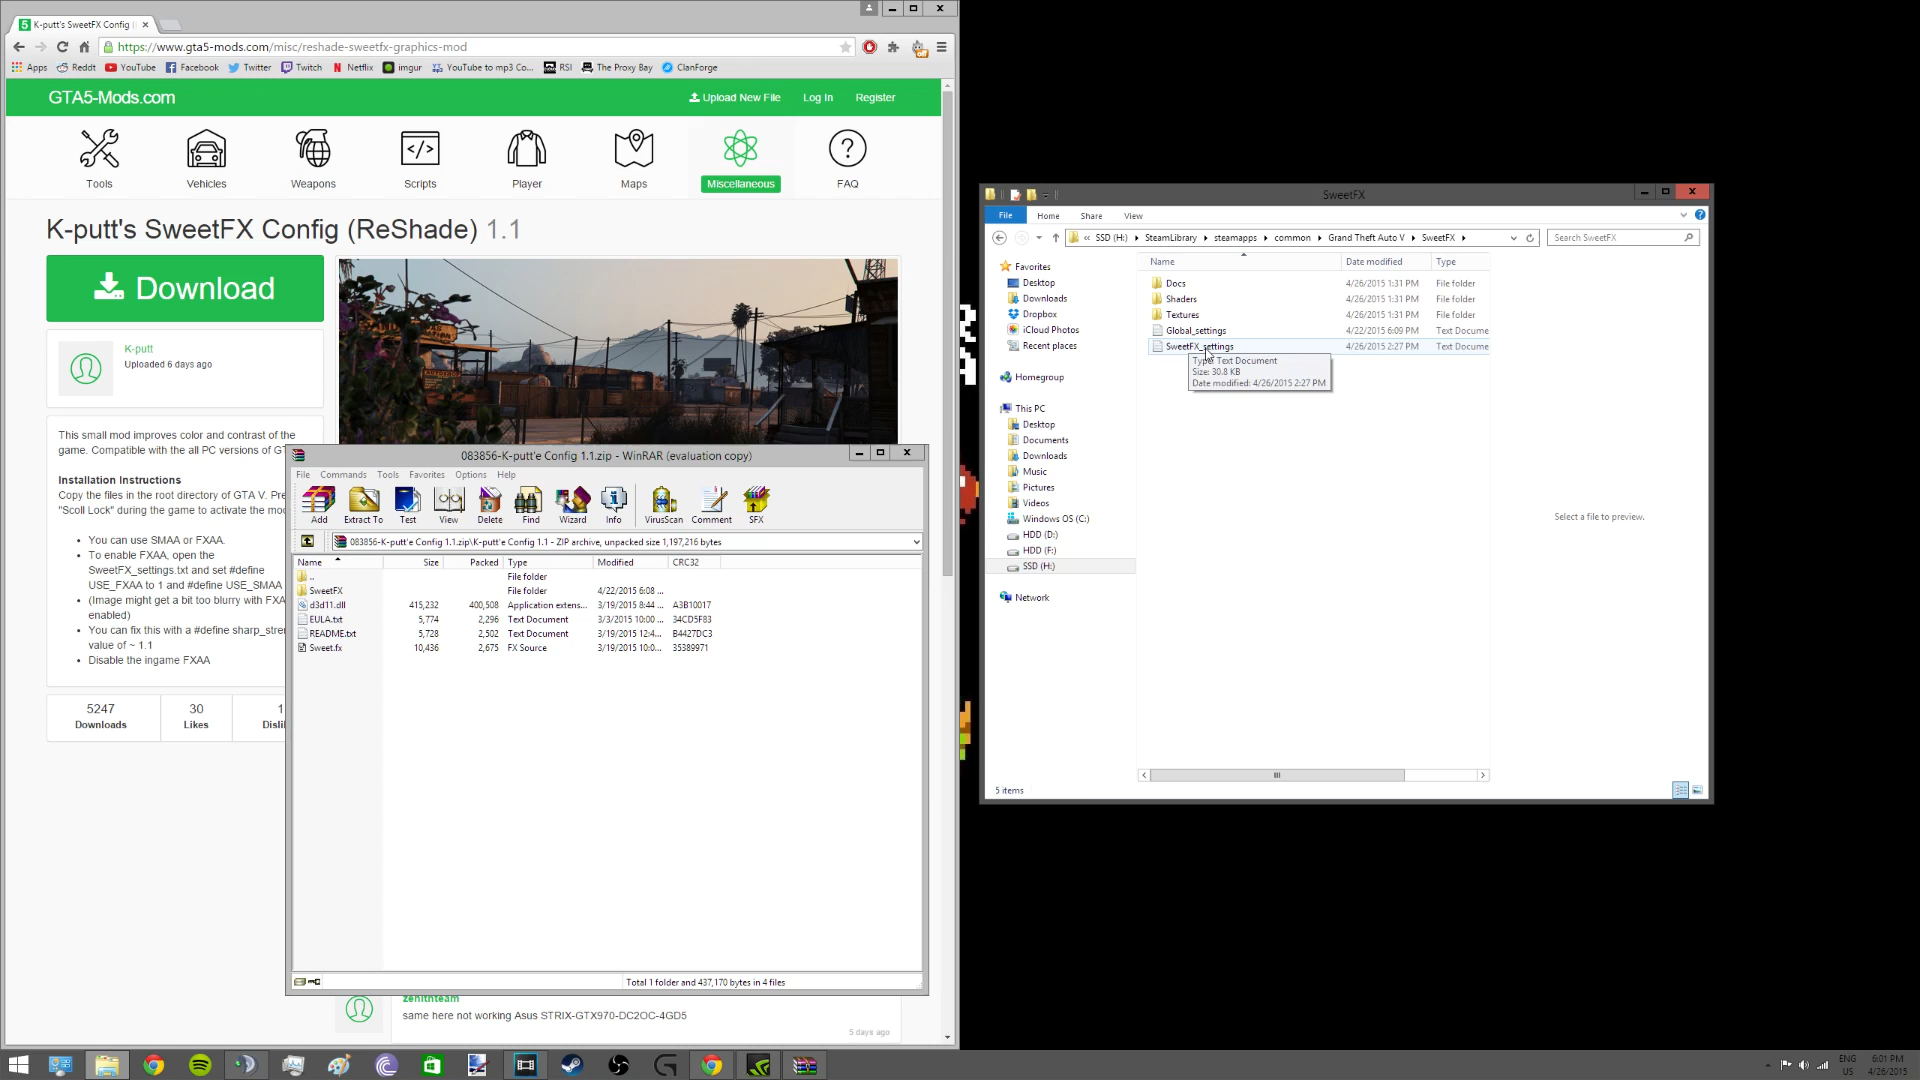 K-putt's SweetFX Config (
https://www.gta5-mods.com/misc/reshade-sweetfx-graphics-mod
Apps Reddt YouTube Facebook Twitter Twitch Netflix imgur YouTube to mp3 Co... RSI The Proxy Bay ClanForge
GTA5-Mods.com
Upload New File Log In Register
Tools Vehicles Weapons Scripts Player Maps Miscellaneous FAQ
K-putt's SweetFX Config (ReShade) 1.1
Download
K-putt
Uploaded 6 days ago
This small mod improves color and contrast of the
game. Compatible with the all PC versions of GT
Installation Instructions
Copy the files in the root directory of GTA V. Pre
"Scoll Lock" during the game to activate the mo
You can use SMAA or FXAA.
To enable FXAA, open the
SweetFX_settings.txt and set #define
USE_FXAA to 1 and #define USE_SMAA
(Image might get a bit too blurry with FXA
enabled)
You can fix this with a #define sharp_stre
value of ~ 1.1
Disable the ingame FXAA
5247 30 1
Downloads Likes Disli
083856-K-putt'e Config 1.1.zip - WinRAR (evaluation copy)
File Commands Tools Favorites Options Help
Add Extract To Test View Delete Find Wizard Info VirusScan Comment SFX
083856-K-putt'e Config 1.1.zip\K-putt'e Config 1.1 - ZIP archive, unpacked size 1,197,216 bytes
Name Size Packed Type Modified CRC32
.. File folder
SweetFX File folder 4/22/2015 6:08 ...
d3d11.dll 415,232 400,508 Application extens... 3/19/2015 8:44 ... A3B10017
EULA.txt 5,774 2,296 Text Document 3/3/2015 10:00 ... 34CD5F83
README.txt 5,728 2,502 Text Document 3/19/2015 12:4... B4427DC3
Sweet.fx 10,436 2,675 FX Source 3/19/2015 10:0... 35389971
Total 1 folder and 437,170 bytes in 4 files
zenithteam
same here not working Asus STRIX-GTX970-DC2OC-4GD5
5 days ago
SweetFX
File Home Share View
« SSD (H:) SteamLibrary steamapps common Grand Theft Auto V SweetFX
Search SweetFX
Name Date modified Type
Docs 4/26/2015 1:31 PM File folder
Shaders 4/26/2015 1:31 PM File folder
Textures 4/26/2015 1:31 PM File folder
Global_settings 4/22/2015 6:09 PM Text Docume
SweetFX_settings 4/26/2015 2:27 PM Text Docume
Type: Text Document
Size: 30.8 KB
Date modified: 4/26/2015 2:27 PM
Favorites
Desktop
Downloads
Dropbox
iCloud Photos
Recent places
Homegroup
This PC
Desktop
Documents
Downloads
Music
Pictures
Videos
Windows OS (C:)
HDD (D:)
HDD (F:)
SSD (H:)
Network
Select a file to preview.
5 items
ENG
US
6:01 PM
4/26/2015